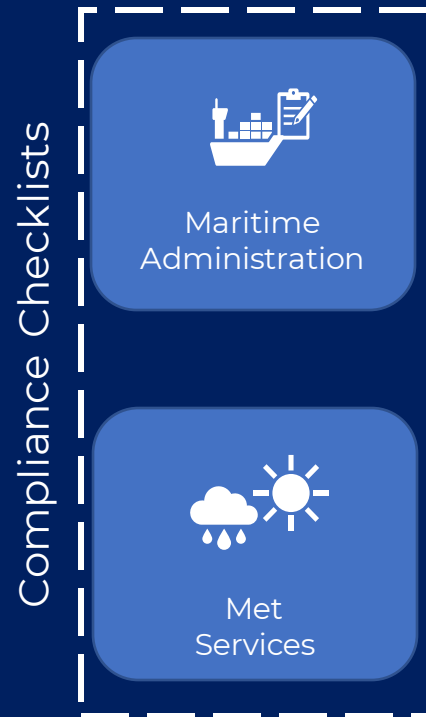 Compliance Checklists
Maritime
Administration
Met
Services